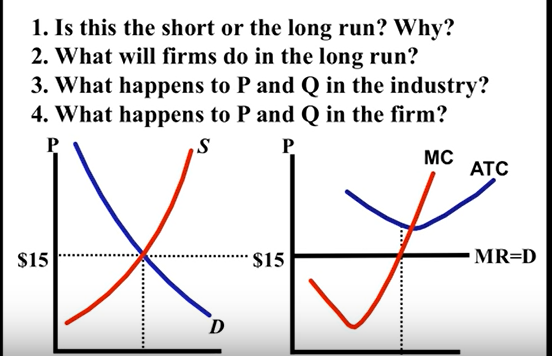 1. Is this the short or the long run? Why?
2. What will firms do in the long run?
3. What happens to P and Q in the industry?
4. What happens to P and Q in the firm?
P S P MC ATC
$15 $15 MR=D
D